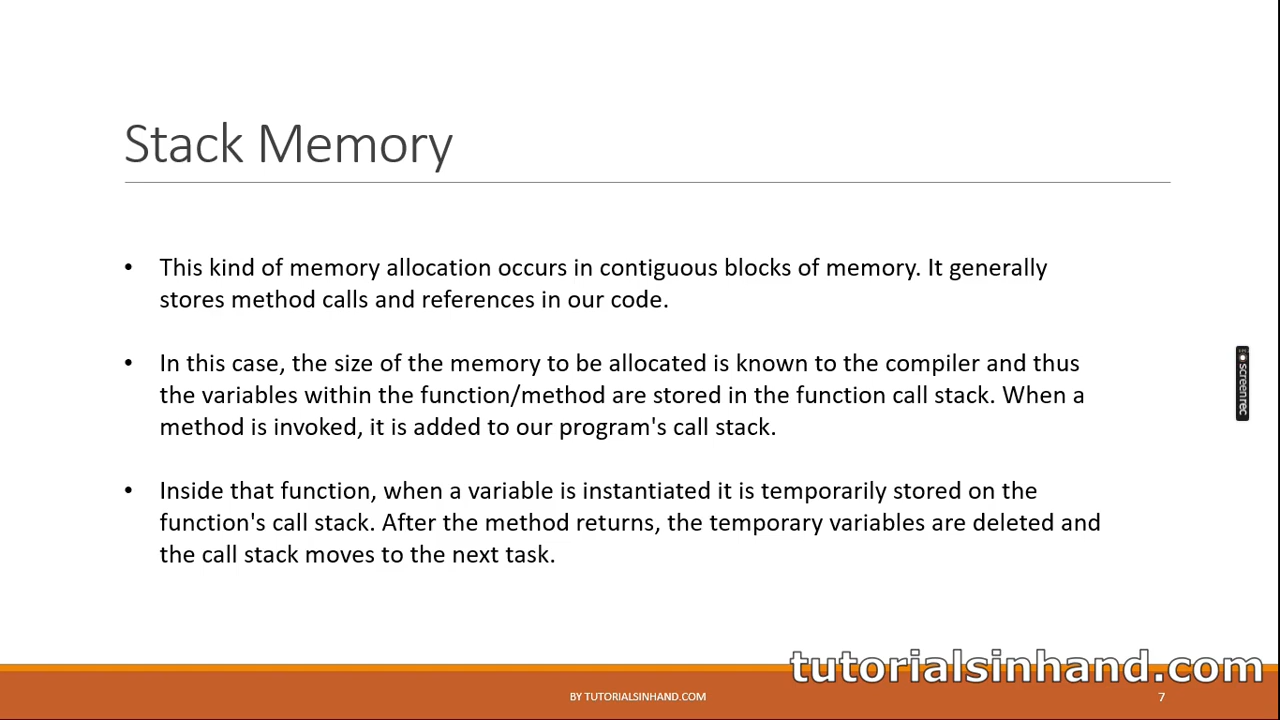 Stack Memory
• This kind of memory allocation occurs in contiguous blocks of memory. It generally
stores method calls and references in our code.
• In this case, the size of the memory to be allocated is known to the compiler and thus
the variables within the function/method are stored in the function call stack. When a
method is invoked, it is added to our program's call stack.
• Inside that function, when a variable is instantiated it is temporarily stored on the
function's call stack. After the method returns, the temporary variables are deleted and
the call stack moves to the next task.
screenrec
tutorialsinhand.com
BY TUTORIALSINHAND.COM
7